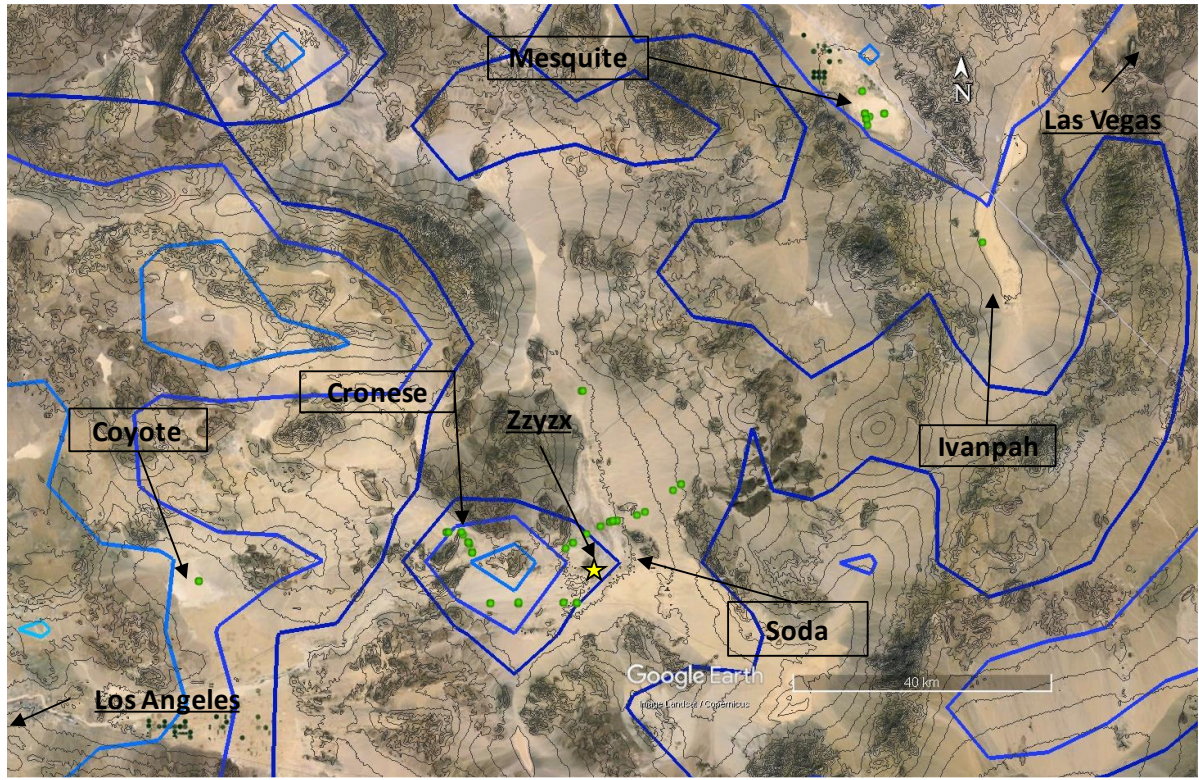 Mesquite
N
Las Vegas
Cronese
Zzyzx
Coyote
Ivanpah
Soda
Google Earth
40 km
Image Landsat / Copernicus
Los Angeles